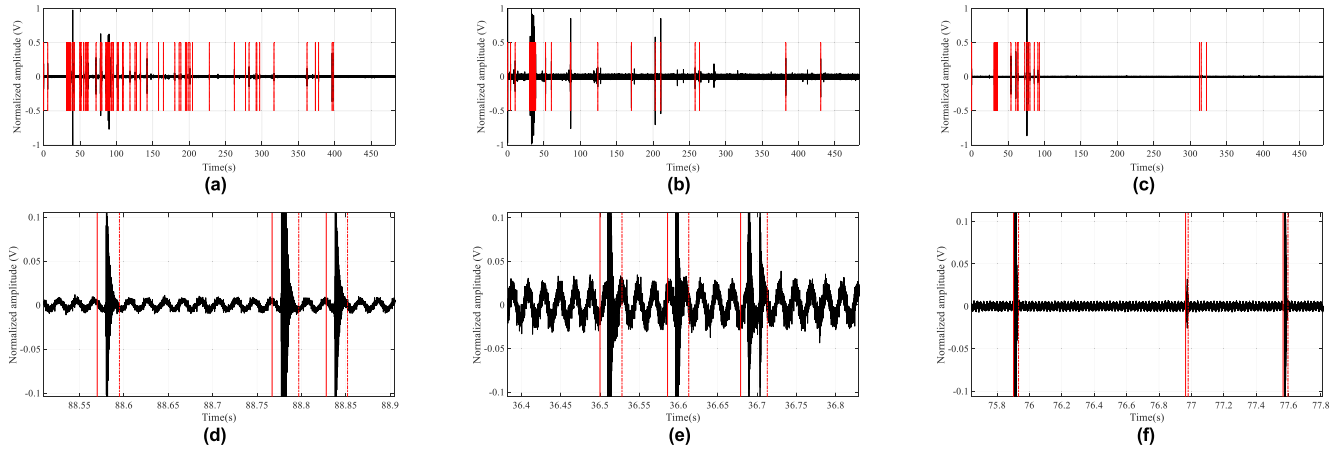 Normalized amplitude (V)
1
0.5
0
-0.5
-1
0 50 100 150 200 250 300 350 400 450
Time(s)
(a)
Normalized amplitude (V)
1
0.5
0
-0.5
-1
0 50 100 150 200 250 300 350 400 450
Time(s)
(b)
Normalized amplitude (V)
1
0.5
0
-0.5
-1
0 50 100 150 200 250 300 350 400 450
Time(s)
(c)
Normalized amplitude (V)
0.1
0.05
0
-0.05
-0.1
88.55 88.6 88.65 88.7 88.75 88.8 88.85 88.9
Time(s)
(d)
Normalized amplitude (V)
0.1
0.05
0
-0.05
-0.1
36.4 36.45 36.5 36.55 36.6 36.65 36.7 36.75 36.8
Time(s)
(e)
Normalized amplitude (V)
0.1
0.05
0
-0.05
-0.1
75.8 76 76.2 76.4 76.6 76.8 77 77.2 77.4 77.6 77.8
Time(s)
(f)